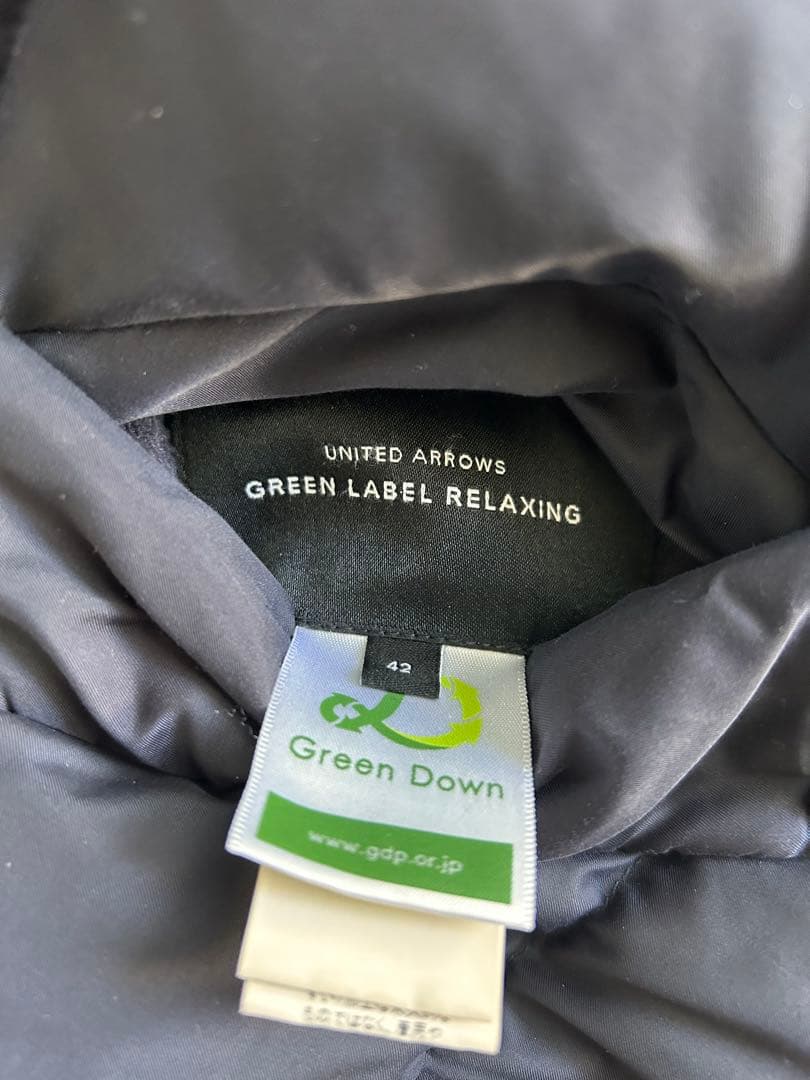 UNITED ARROWS
GREEN LABEL RELAXING
42
Green Down
www.gdp.or.jp